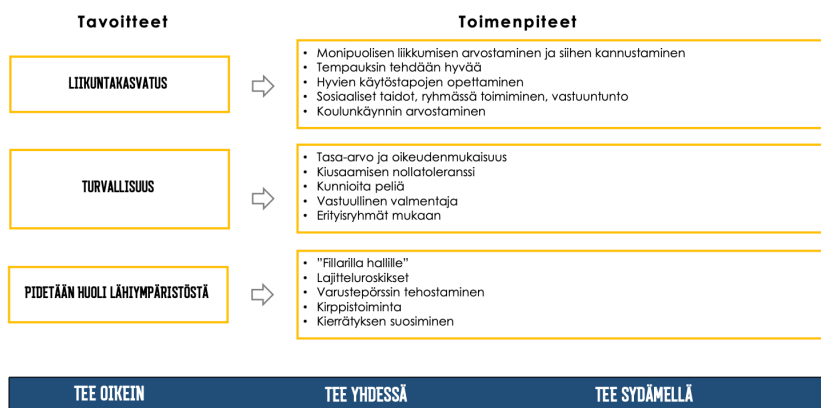 Tavoitteet
Toimenpiteet
LIIKUNTAKASVATUS
• Monipuolisen liikkumisen arvostaminen ja siihen kannustaminen
• Tempauksin tehdään hyvää
• Hyvien käytöstapojen opettaminen
• Sosiaaliset taidot, ryhmässä toimiminen, vastuuntunto
• Koulunkäynnin arvostaminen
TURVALLISUUS
• Tasa-arvo ja oikeudenmukaisuus
• Kiusaamisen nollatoleranssi
• Kunnioita peliä
• Vastuullinen valmentaja
• Erityisryhmät mukaan
PIDETÄÄN HUOLI LÄHIYMPÄRISTÖSTÄ
• ”Fillarilla hallille”
• Lajitteluroskikset
• Varustepörssin tehostaminen
• Kirppistoiminta
• Kierrätyksen suosiminen
TEE OIKEIN TEE YHDESSÄ TEE SYDÄMELLÄ